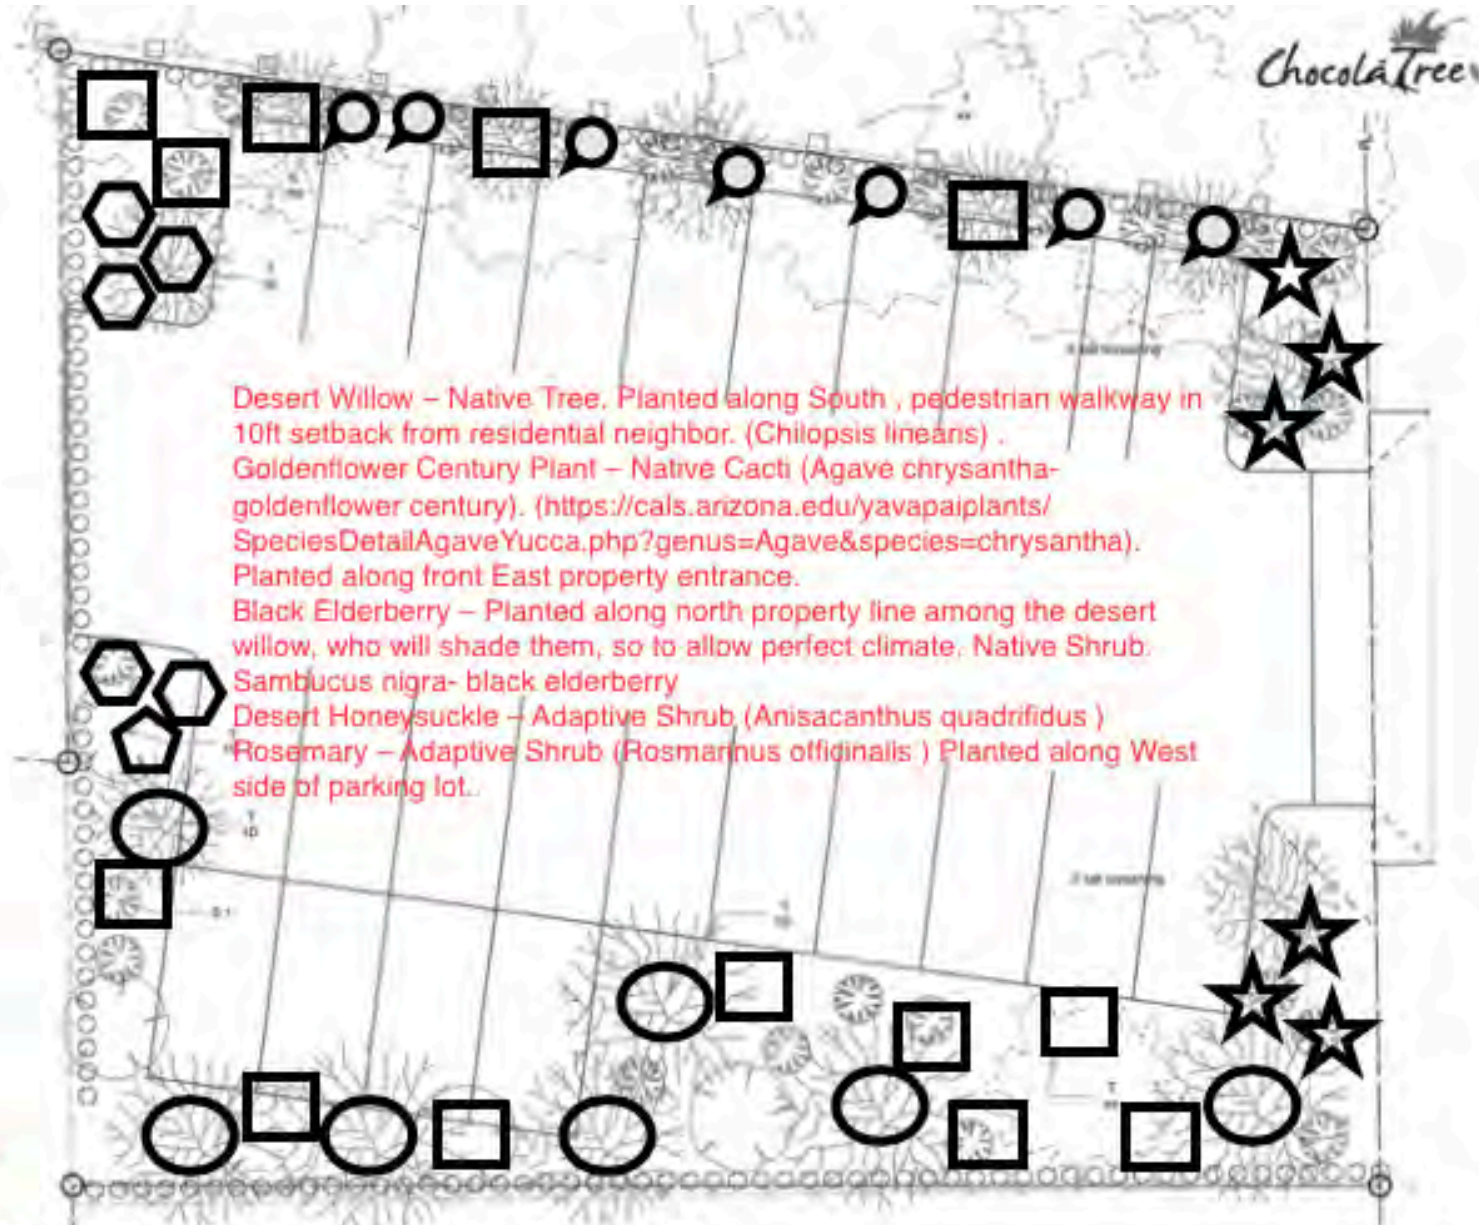 ChocolaTree
Desert Willow – Native Tree. Planted along South , pedestrian walkway in
10ft setback from residential neighbor. (Chilopsis linearis) .
Goldenflower Century Plant – Native Cacti (Agave chrysantha-
goldenflower century). (https://cals.arizona.edu/yavapaiplants/
SpeciesDetailAgaveYucca.php?genus=Agave&species=chrysantha).
Planted along front East property entrance.
Black Elderberry – Planted along north property line among the desert
willow, who will shade them, so to allow perfect climate. Native Shrub.
Sambucus nigra- black elderberry
Desert Honeysuckle – Adaptive Shrub (Anisacanthus quadrifidus )
Rosemary – Adaptive Shrub (Rosmarinus officinalis ) Planted along West
side of parking lot..